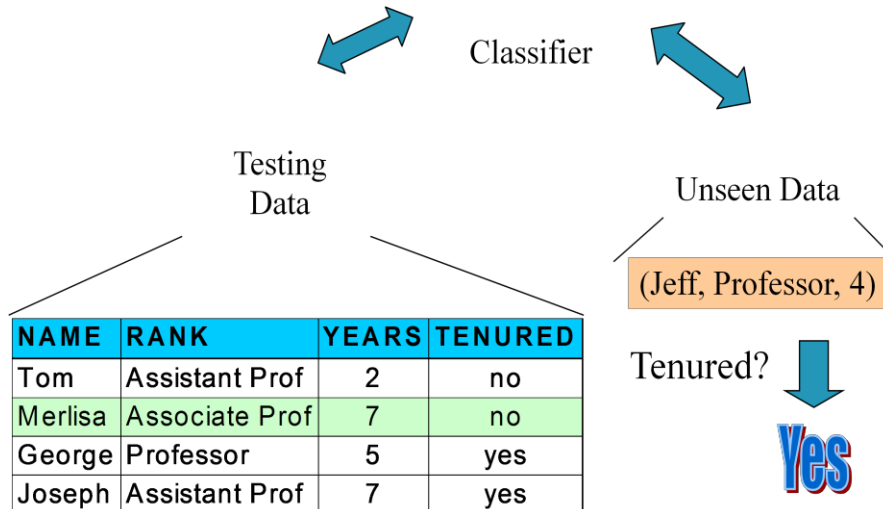 Classifier
Testing
Data
Unseen Data
(Jeff, Professor, 4)
NAME RANK YEARS TENURED
Tom Assistant Prof 2 no
Merlisa Associate Prof 7 no
George Professor 5 yes
Joseph Assistant Prof 7 yes
Tenured?
Yes